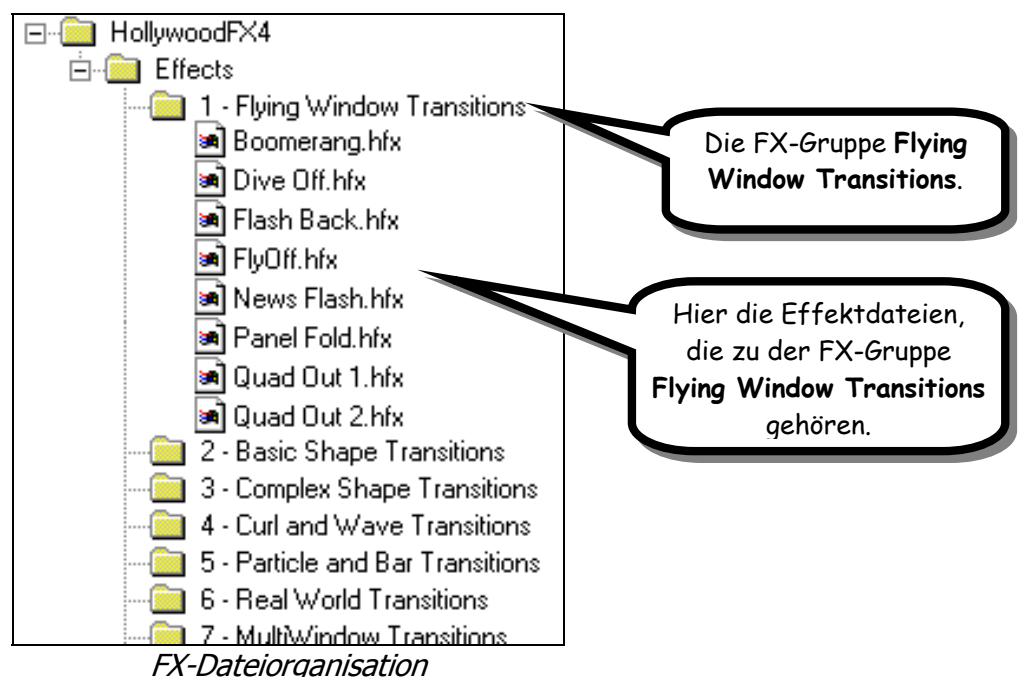 HollywoodFX4
Effects
1 - Flying Window Transitions
Boomerang.hfx
Dive Off.hfx
Flash Back.hfx
FlyOff.hfx
News Flash.hfx
Panel Fold.hfx
Quad Out 1.hfx
Quad Out 2.hfx
2 - Basic Shape Transitions
3 - Complex Shape Transitions
4 - Curl and Wave Transitions
5 - Particle and Bar Transitions
6 - Real World Transitions
7 - MultiWindow Transitions
Die FX-Gruppe Flying
Window Transitions.
Hier die Effektdateien,
die zu der FX-Gruppe
Flying Window Transitions
gehören.
FX-Dateiorganisation